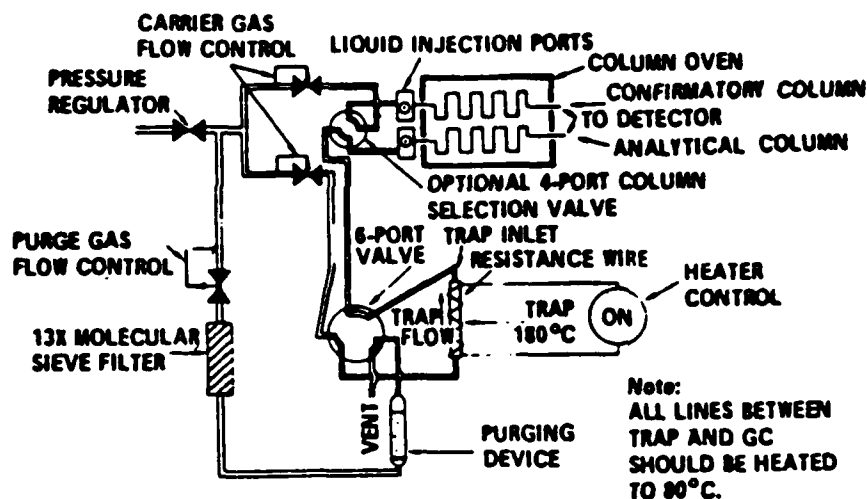 CARRIER GAS
FLOW CONTROL
LIQUID INJECTION PORTS
COLUMN OVEN
PRESSURE
REGULATOR
CONFIRMATORY COLUMN
TO DETECTOR
ANALYTICAL COLUMN
OPTIONAL 4-PORT COLUMN
SELECTION VALVE
PURGE GAS
FLOW CONTROL
6-PORT
VALVE
TRAP INLET
RESISTANCE WIRE
HEATER
CONTROL
TRAP
FLOW
TRAP
180°C
ON
13X MOLECULAR
SIEVE FILTER
VENT
PURGING
DEVICE
Note:
ALL LINES BETWEEN
TRAP AND GC
SHOULD BE HEATED
TO 80°C.